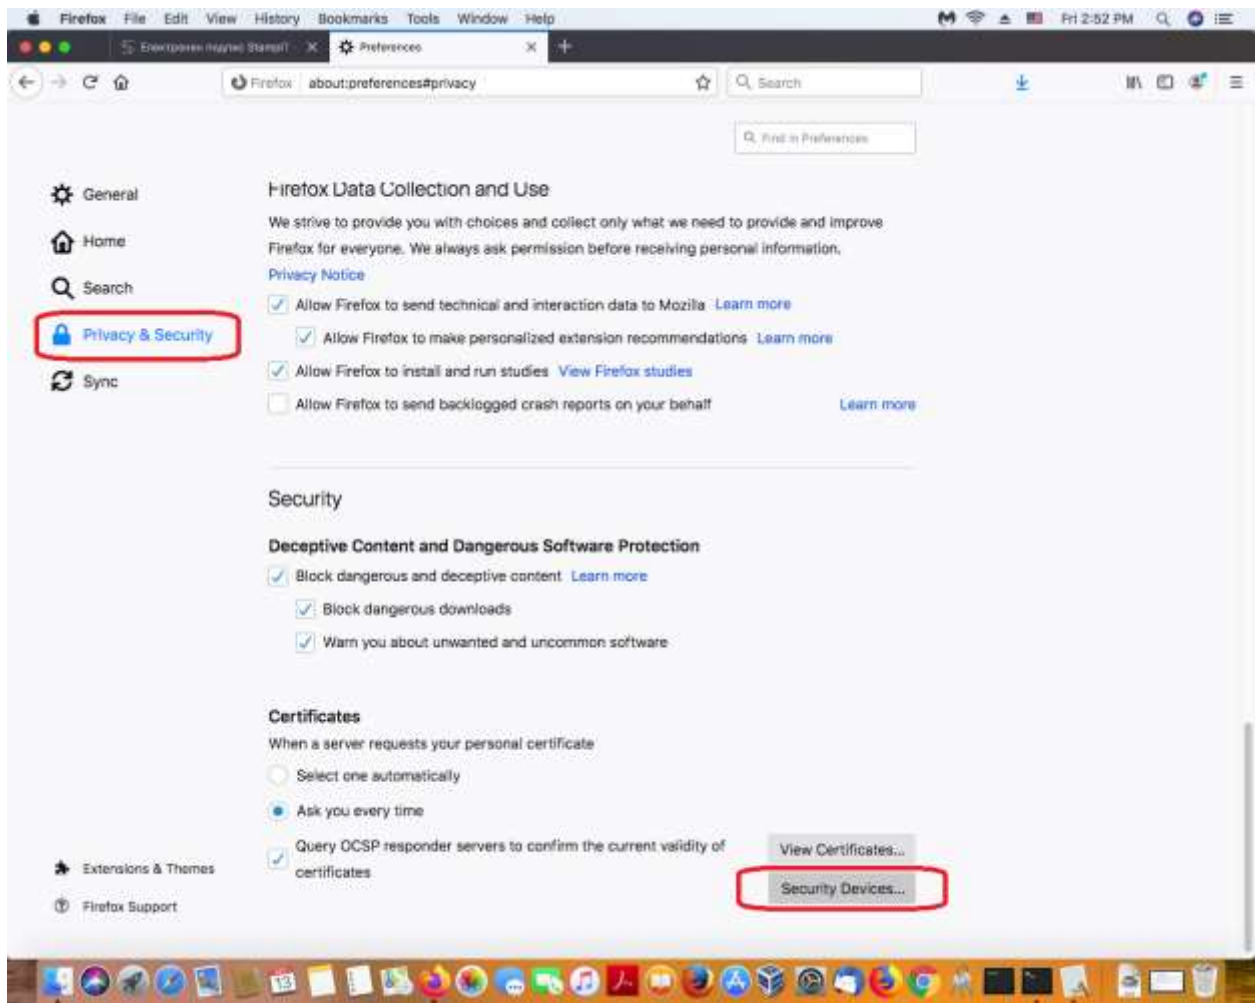 Firefox File Edit View History Bookmarks Tools Window Help Fri 2:52 PM
Електронен подпис StampIT Preferences
Firefox about:preferences#privacy Search
Find in Preferences
General
Home
Search
Privacy & Security
Sync
Firefox Data Collection and Use
We strive to provide you with choices and collect only what we need to provide and improve
Firefox for everyone. We always ask permission before receiving personal information.
Privacy Notice
Allow Firefox to send technical and interaction data to Mozilla Learn more
Allow Firefox to make personalized extension recommendations Learn more
Allow Firefox to install and run studies View Firefox studies
Allow Firefox to send backlogged crash reports on your behalf Learn more
Security
Deceptive Content and Dangerous Software Protection
Block dangerous and deceptive content Learn more
Block dangerous downloads
Warn you about unwanted and uncommon software
Certificates
When a server requests your personal certificate
Select one automatically
Ask you every time
Query OCSP responder servers to confirm the current validity of
certificates
View Certificates...
Security Devices...
Extensions & Themes
Firefox Support
13